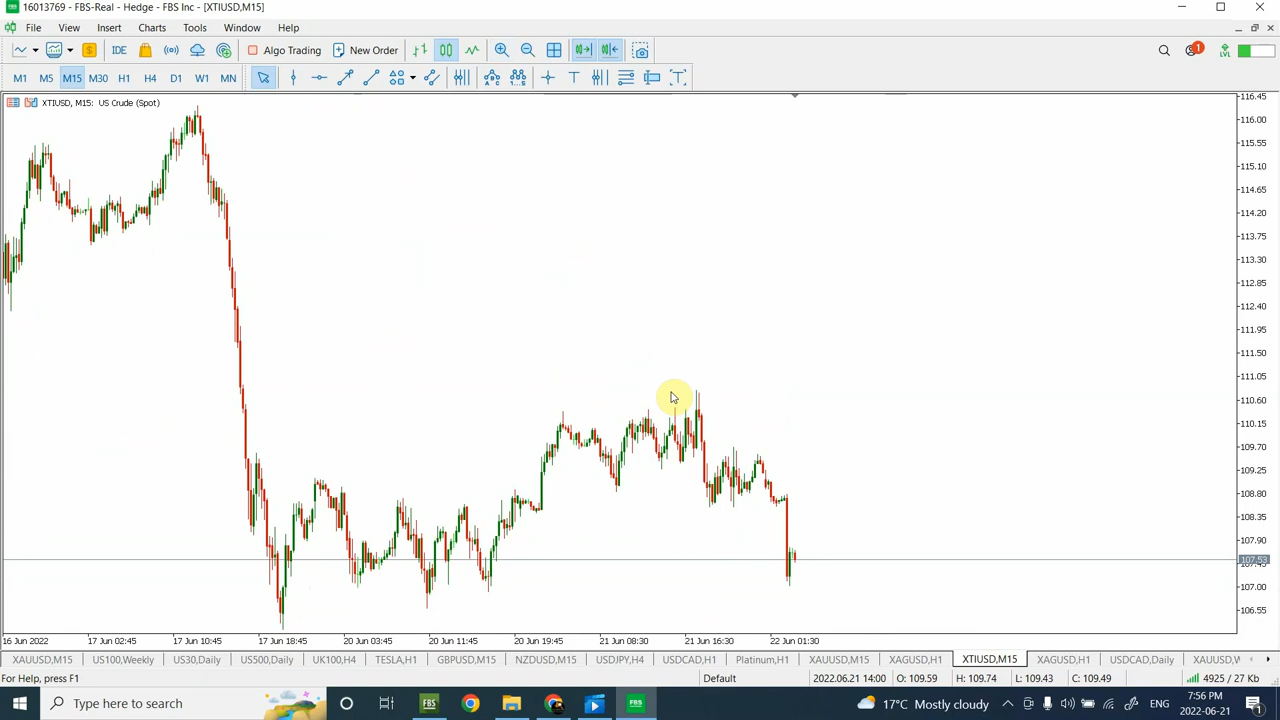 16013769 - FBS-Real - Hedge - FBS Inc - [XTIUSD,M15]
File View Insert Charts Tools Window Help
IDE Algo Trading New Order 1 LVL
M1 M5 M15 M30 H1 H4 D1 W1 MN
XTIUSD, M15: US Crude (Spot)
116.45
116.00
115.55
115.10
114.65
114.20
113.75
113.30
112.85
112.40
111.95
111.50
111.05
110.60
110.15
109.70
109.25
108.80
108.35
107.90
107.53
107.00
106.55
16 Jun 2022 17 Jun 02:45 17 Jun 10:45 17 Jun 18:45 20 Jun 03:45 20 Jun 11:45 20 Jun 19:45 21 Jun 08:30 21 Jun 16:30 22 Jun 01:30
XAUUSD,M15 US100,Weekly US30,Daily US500,Daily UK100,H4 TESLA,H1 GBPUSD,M15 NZDUSD,M15 USDJPY,H4 USDCAD,H1 Platinum,H1 XAUUSD,M15 XAGUSD,H1 XTIUSD,M15 XAGUSD,H1 USDCAD,Daily XAUUSD,W
For Help, press F1 Default 2022.06.21 14:00 O: 109.59 H: 109.74 L: 109.43 C: 109.49 4925 / 27 Kb
Type here to search FBS FBS 17°C Mostly cloudy ENG 7:56 PM
2022-06-21 1